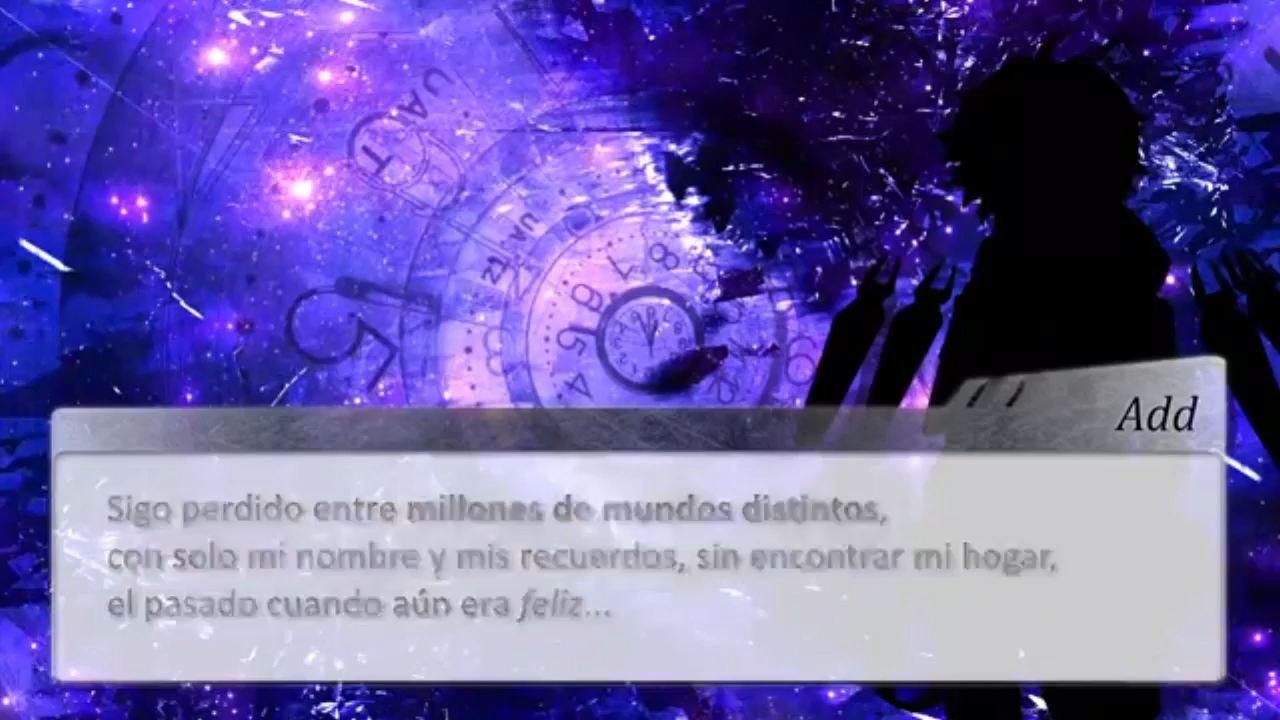 Add
Sigo perdido entre millones de mundos distintos,
con solo mi nombre y mis recuerdos, sin encontrar mi hogar,
el pasado cuando aún era feliz...